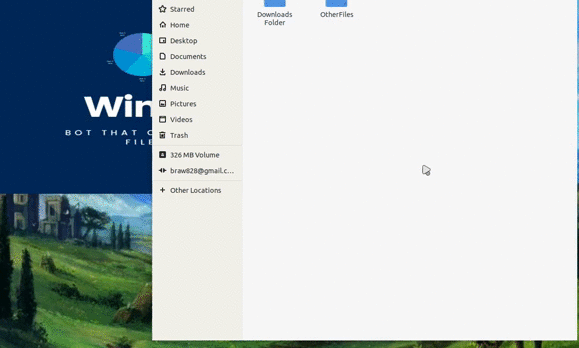 Starred
Home
Desktop
Documents
Downloads
Music
Pictures
Videos
Trash
326 MB Volume
braw828@gmail.c...
Other Locations
Downloads
Folder
OtherFiles
Win
BOT THAT
FILE